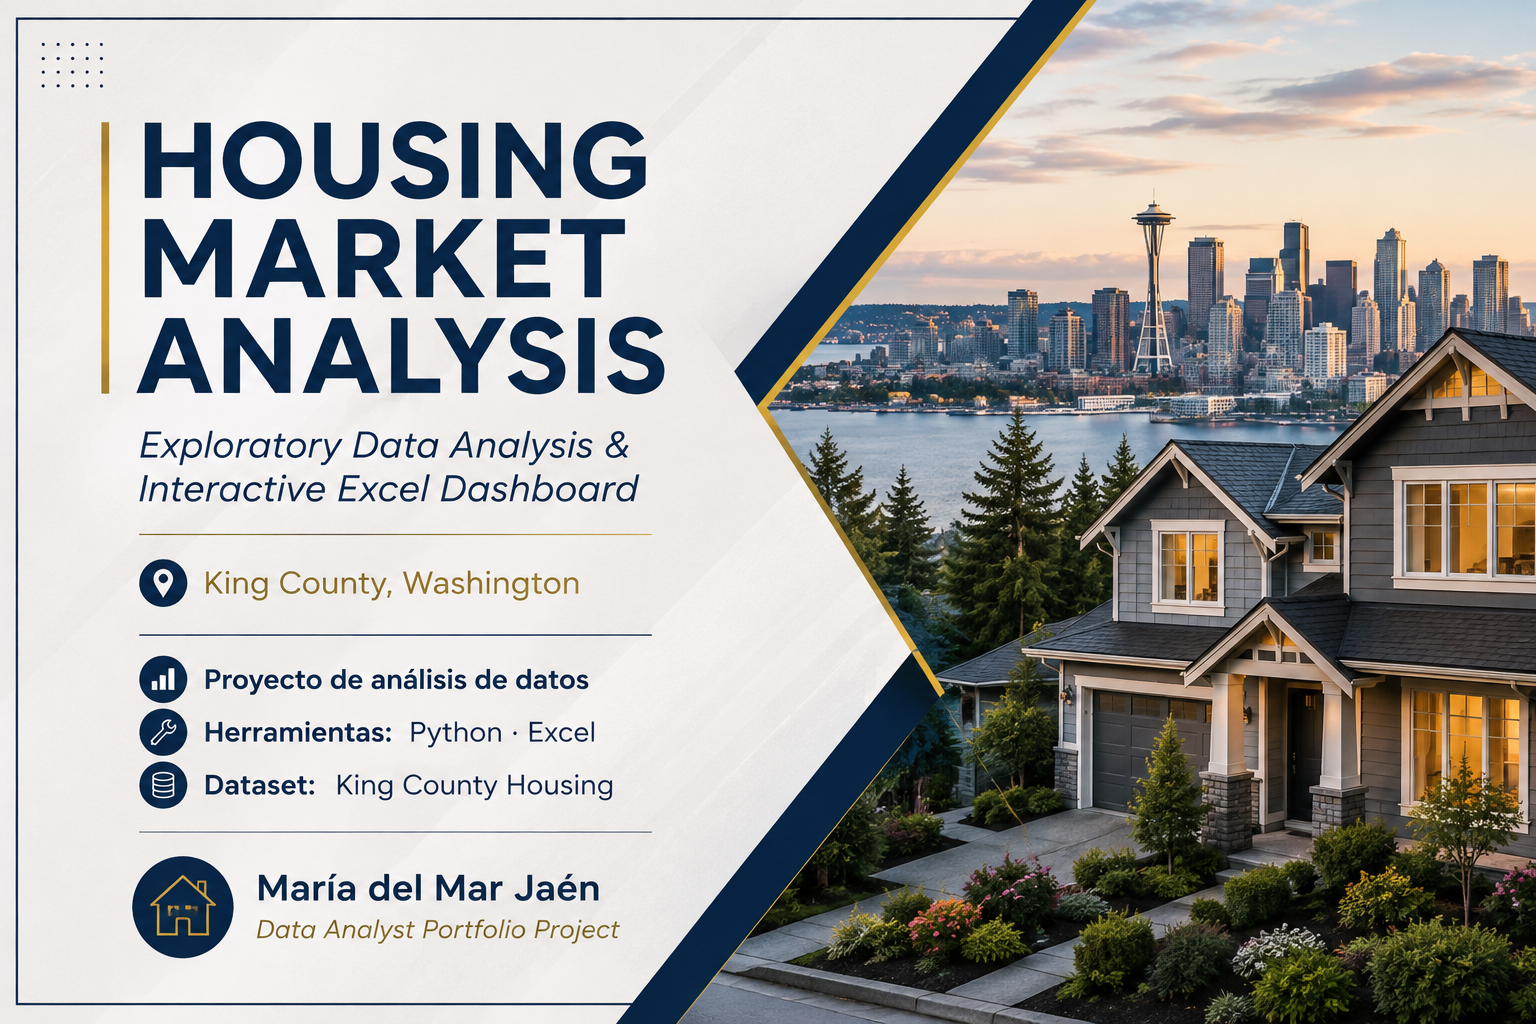 HOUSING
MARKET
ANALYSIS
Exploratory Data Analysis &
Interactive Excel Dashboard
King County, Washington
Proyecto de análisis de datos
Herramientas: Python · Excel
Dataset: King County Housing
María del Mar Jaén
Data Analyst Portfolio Project